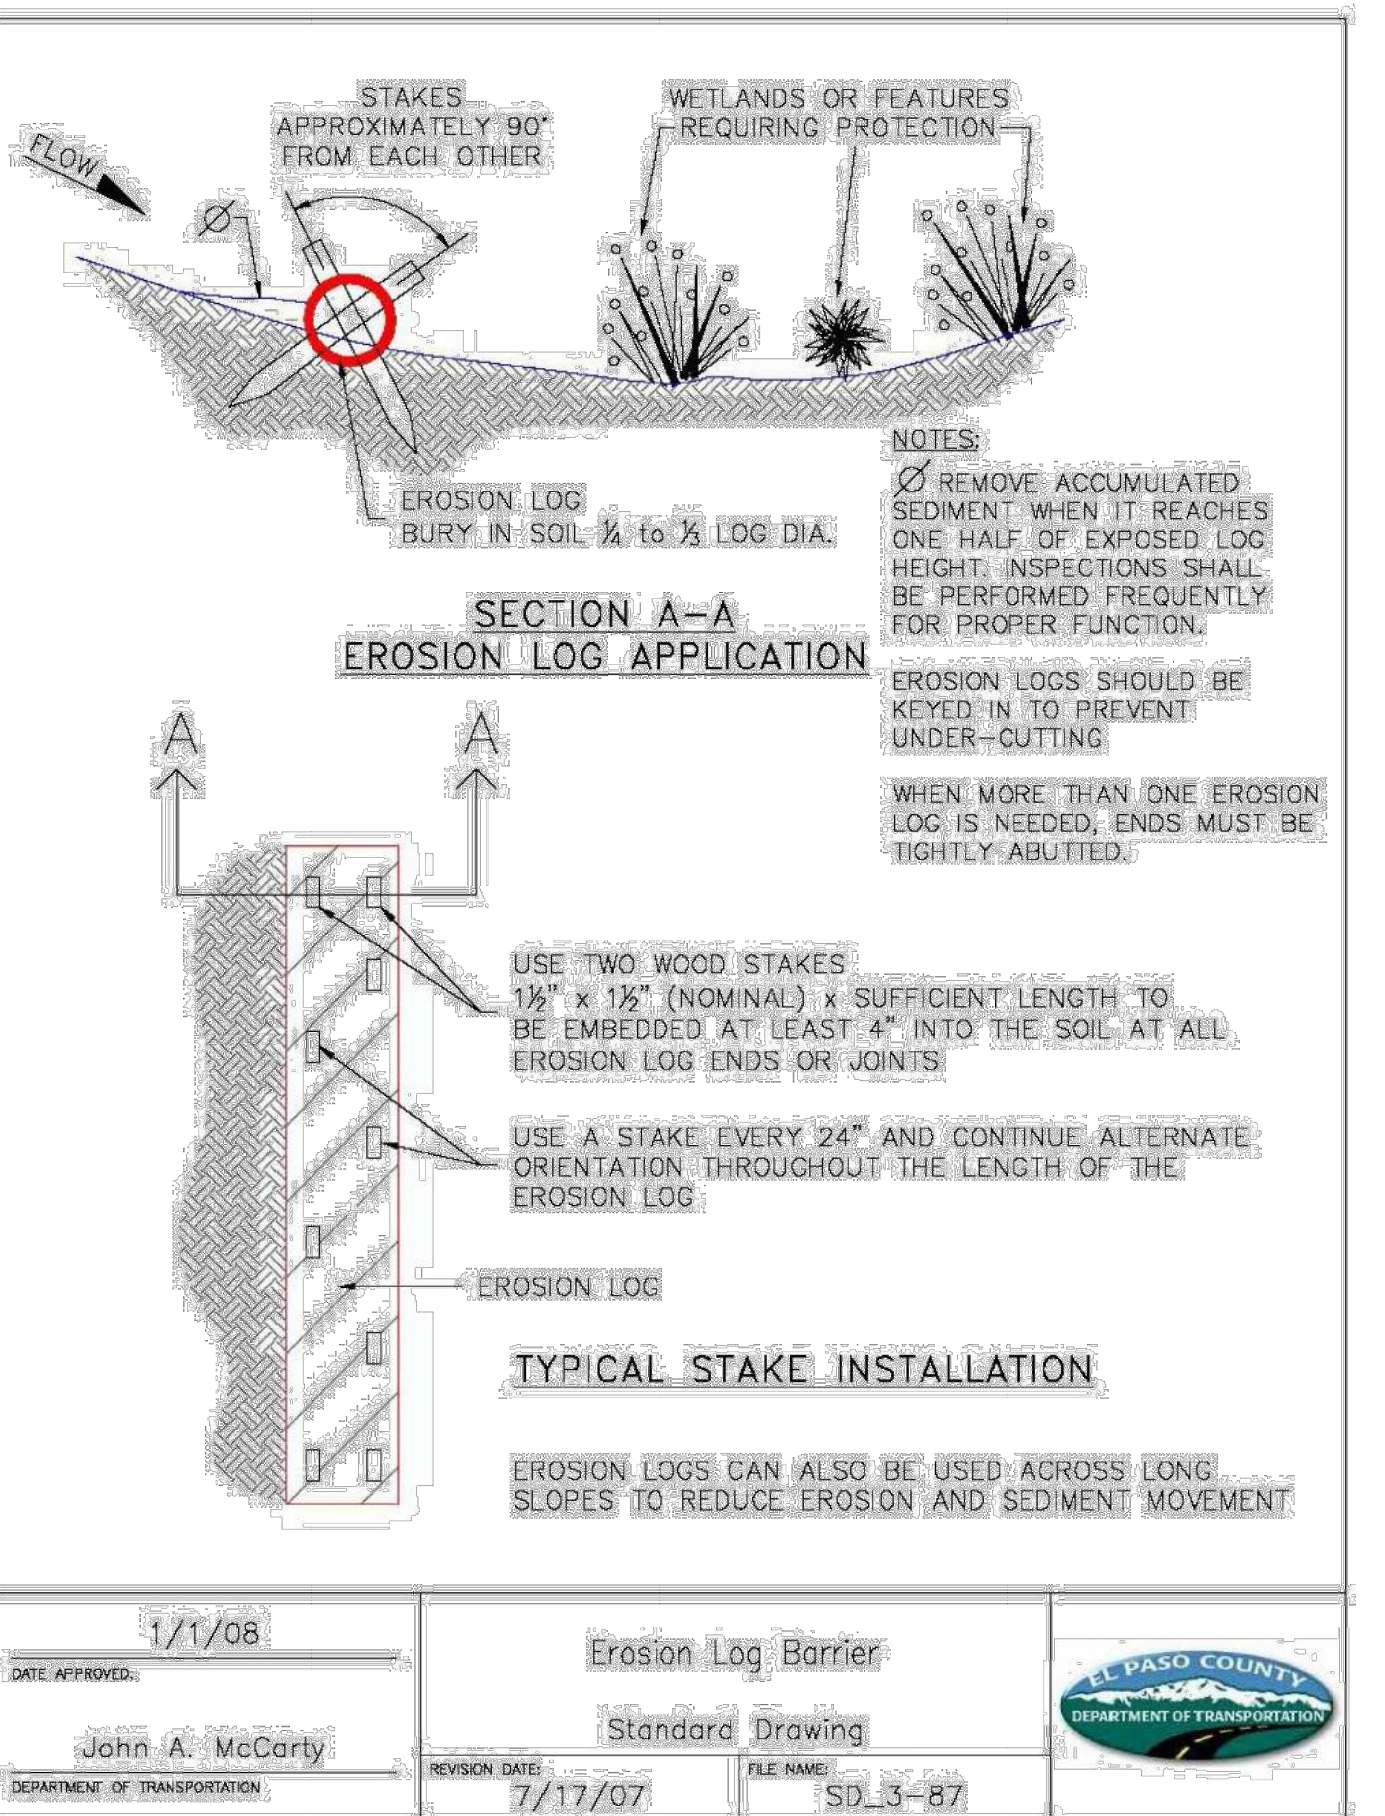 STAKES
APPROXIMATELY 90°
FROM EACH OTHER
WETLANDS OR FEATURES
REQUIRING PROTECTION
FLOW
Ø
EROSION LOG
BURY IN SOIL ¼ to ⅓ LOG DIA.
NOTES:
Ø REMOVE ACCUMULATED
SEDIMENT WHEN IT REACHES
ONE HALF OF EXPOSED LOG
HEIGHT. INSPECTIONS SHALL
BE PERFORMED FREQUENTLY
FOR PROPER FUNCTION.
EROSION LOGS SHOULD BE
KEYED IN TO PREVENT
UNDER-CUTTING
WHEN MORE THAN ONE EROSION
LOG IS NEEDED, ENDS MUST BE
TIGHTLY ABUTTED.
SECTION A-A
EROSION LOG APPLICATION
A
A
USE TWO WOOD STAKES
1½" x 1½" (NOMINAL) x SUFFICIENT LENGTH TO
BE EMBEDDED AT LEAST 4" INTO THE SOIL AT ALL
EROSION LOG ENDS OR JOINTS
USE A STAKE EVERY 24" AND CONTINUE ALTERNATE
ORIENTATION THROUGHOUT THE LENGTH OF THE
EROSION LOG
EROSION LOG
TYPICAL STAKE INSTALLATION
EROSION LOGS CAN ALSO BE USED ACROSS LONG
SLOPES TO REDUCE EROSION AND SEDIMENT MOVEMENT
1/1/08
DATE APPROVED:
John A. McCarty
DEPARTMENT OF TRANSPORTATION
Erosion Log Barrier
Standard Drawing
REVISION DATE:
7/17/07
FILE NAME:
SD_3-87
EL PASO COUNTY
DEPARTMENT OF TRANSPORTATION